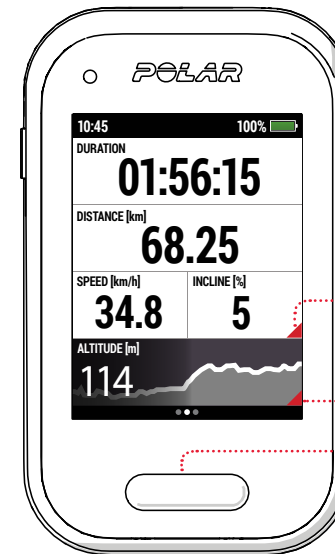 POLAR
10:45 100%
DURATION
01:56:15
DISTANCE [km]
68.25
SPEED [km/h] INCLINE [%]
34.8 5
ALTITUDE [m]
114